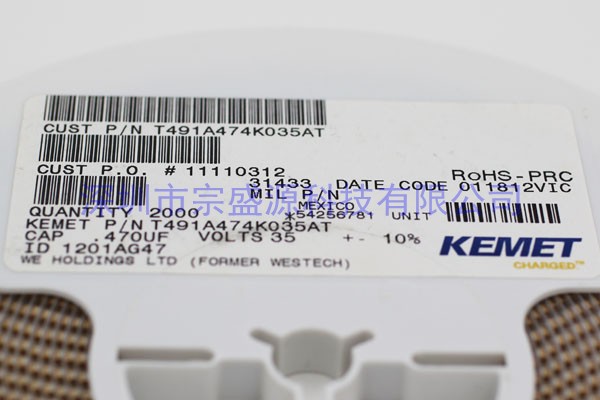 CUST P/N T491A474K035AT
CUST P.O. # 11110312
RoHS-PRC
31433 DATE CODE 011812VIC
MIL P/N
MEXICO
深圳市宗盛源科技有限公司
QUANTITY 2000
*54256781 UNIT
KEMET P/N T491A474K035AT
CAP .470UF VOLTS 35 +- 10%
KEMET
CHARGED™
ID 1201AG47
WE HOLDINGS LTD (FORMER WESTECH)